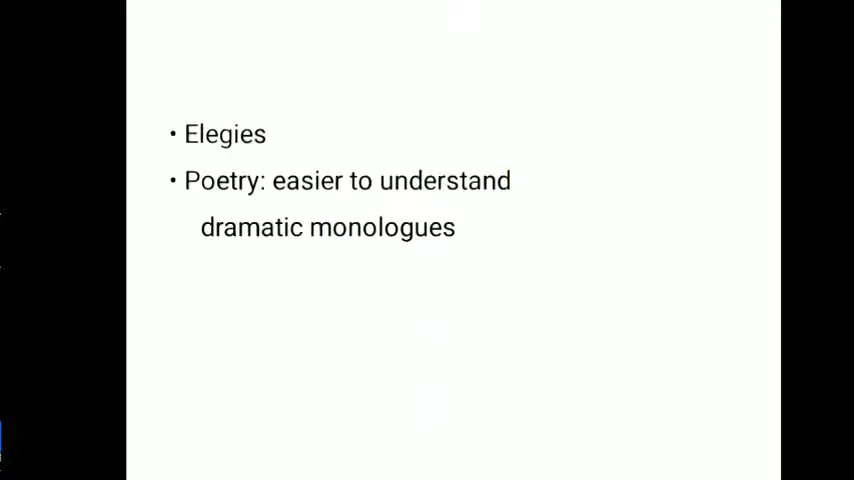 • Elegies
• Poetry: easier to understand
dramatic monologues